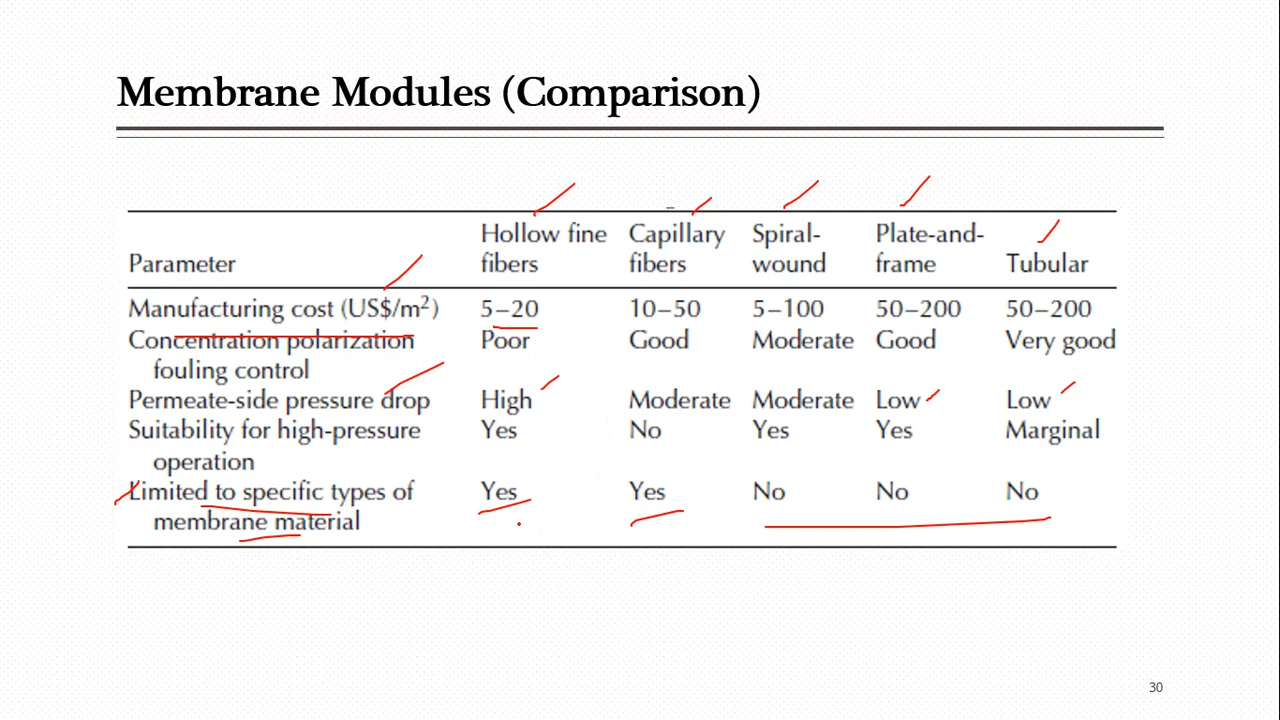 Membrane Modules (Comparison)
Hollow fine Capillary Spiral- Plate-and-
Parameter fibers fibers wound frame Tubular
Manufacturing cost (US$/m²) 5–20 10–50 5–100 50–200 50–200
Concentration polarization Poor Good Moderate Good Very good
fouling control
Permeate-side pressure drop High Moderate Moderate Low Low
Suitability for high-pressure Yes No Yes Yes Marginal
operation
Limited to specific types of Yes Yes No No No
membrane material
30